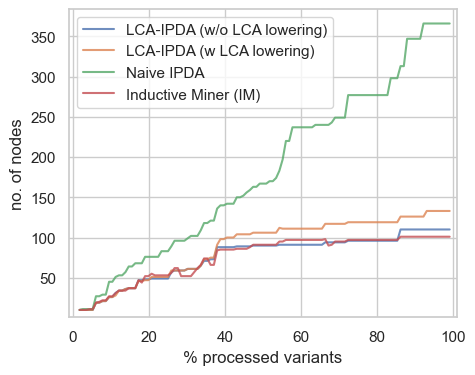 LCA-IPDA (w/o LCA lowering)
LCA-IPDA (w LCA lowering)
Naive IPDA
Inductive Miner (IM)
350
300
250
200
150
100
50
no. of nodes
0 20 40 60 80 100
% processed variants